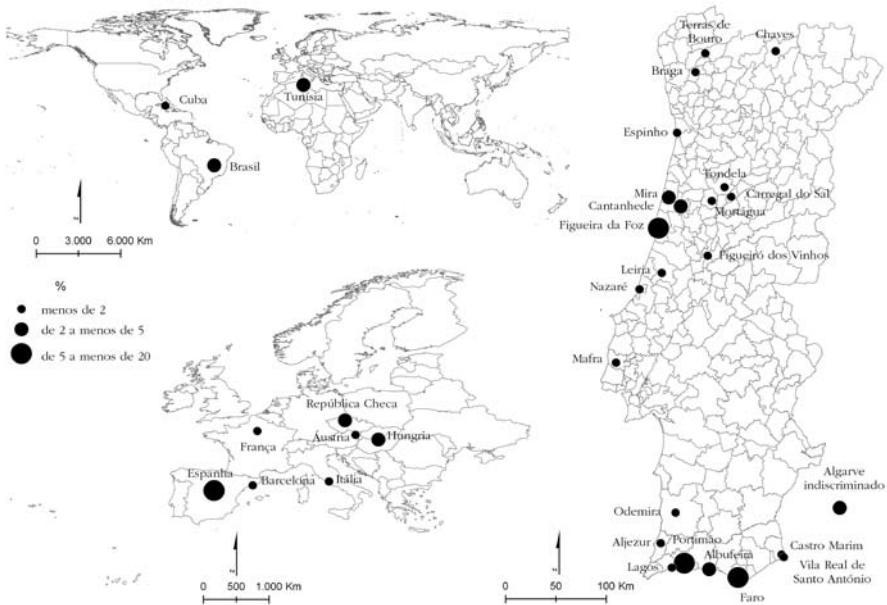 Cuba
Tunísia
Brasil
0 3.000 6.000 Km
%
menos de 2
de 2 a menos de 5
de 5 a menos de 20
República Checa
França
Áustria
Hungria
Espanha
Barcelona
Itália
0 500 1.000 Km
Terras de
Bouro
Chaves
Braga
Espinho
Tondela
Mira
Carregal do Sal
Cantanhede
Mortágua
Figueira da Foz
Figueiró dos Vinhos
Leiria
Nazaré
Mafra
Algarve
indiscriminado
Odemira
Aljezur
Portimão
Castro Marim
Albufeira
Lagos
Vila Real de
Santo António
Faro
0 50 100 Km